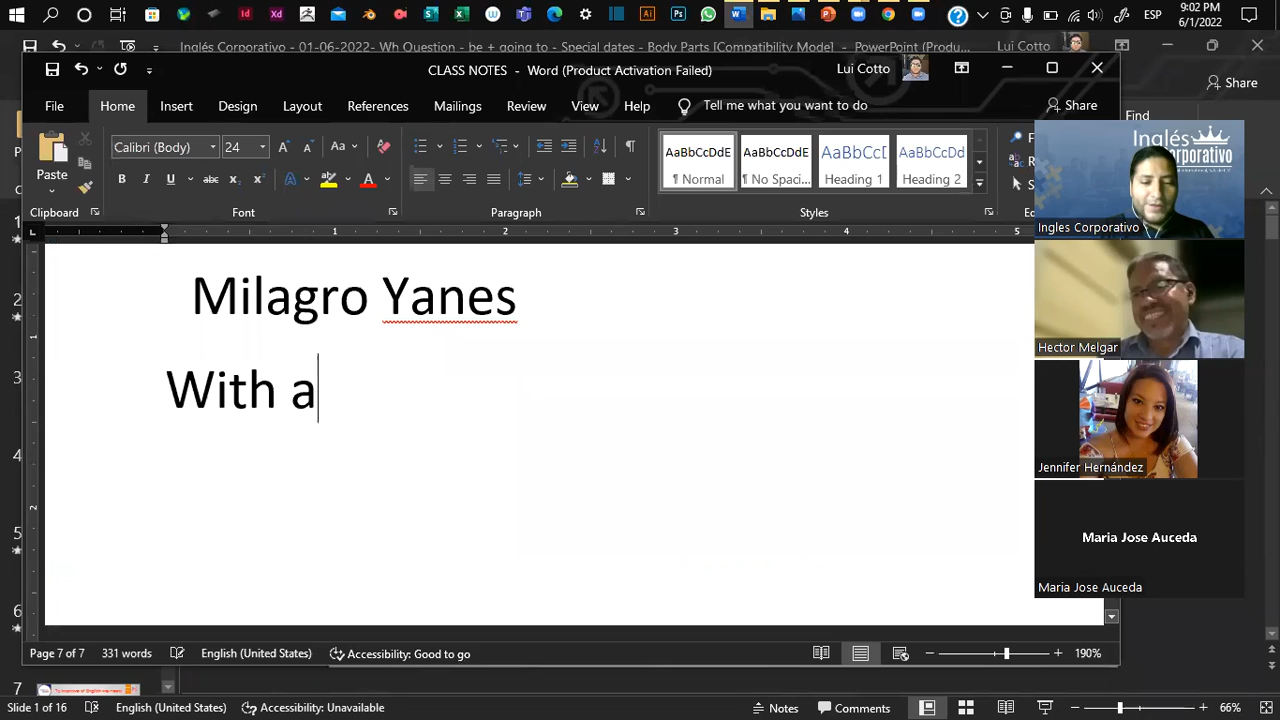 ESP
9:02 PM
6/1/2022
Inglés Corporativo - 01-06-2022- Wh Question - be + going to - Special dates - Body Parts [Compatibility Mode] - PowerPoint (Produ...
Lui Cotto
Share
Find
CLASS NOTES - Word (Product Activation Failed)
Lui Cotto
File
Home
Insert
Design
Layout
References
Mailings
Review
View
Help
Tell me what you want to do
Share
Paste
Clipboard
Calibri (Body)
24
Font
Paragraph
AaBbCcDdE
¶ Normal
AaBbCcDdE
¶ No Spaci...
AaBbCcD
Heading 1
AaBbCcDd
Heading 2
Styles
Inglés
Corporativo
Ingles Corporativo
Hector Melgar
Jennifer Hernández
Maria Jose Auceda
Maria Jose Auceda
Milagro Yanes
With a
Page 7 of 7
331 words
English (United States)
Accessibility: Good to go
190%
Slide 1 of 16
English (United States)
Accessibility: Unavailable
Notes
Comments
66%